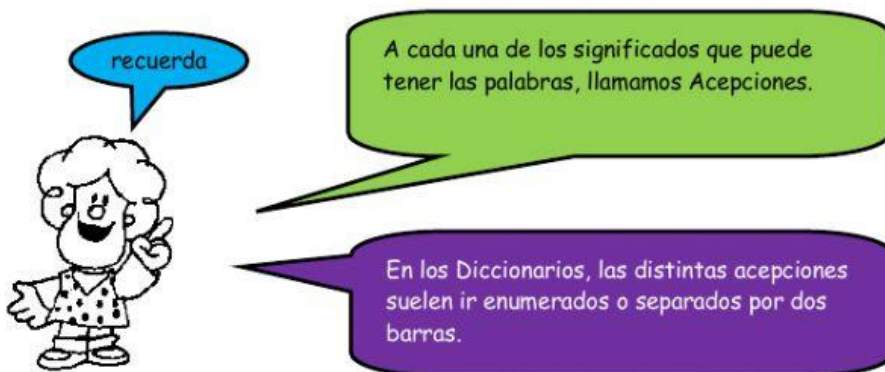 recuerda
A cada una de los significados que puede
tener las palabras, llamamos Acepciones.
En los Diccionarios, las distintas acepciones
suelen ir enumerados o separados por dos
barras.